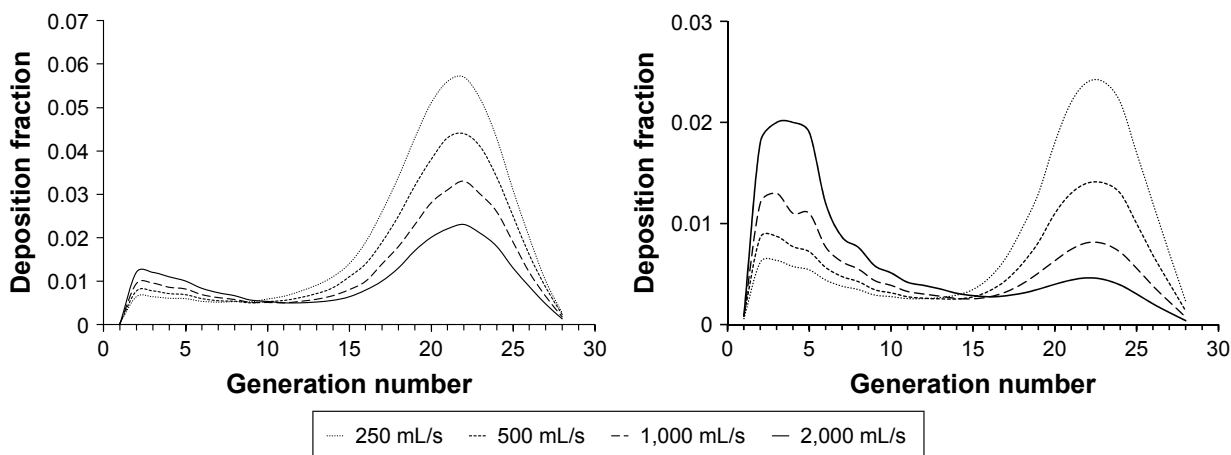 Deposition fraction
0.07
0.06
0.05
0.04
0.03
0.02
0.01
0
0 5 10 15 20 25 30
Generation number
Deposition fraction
0.03
0.02
0.01
0
0 5 10 15 20 25 30
Generation number
250 mL/s 500 mL/s 1,000 mL/s 2,000 mL/s